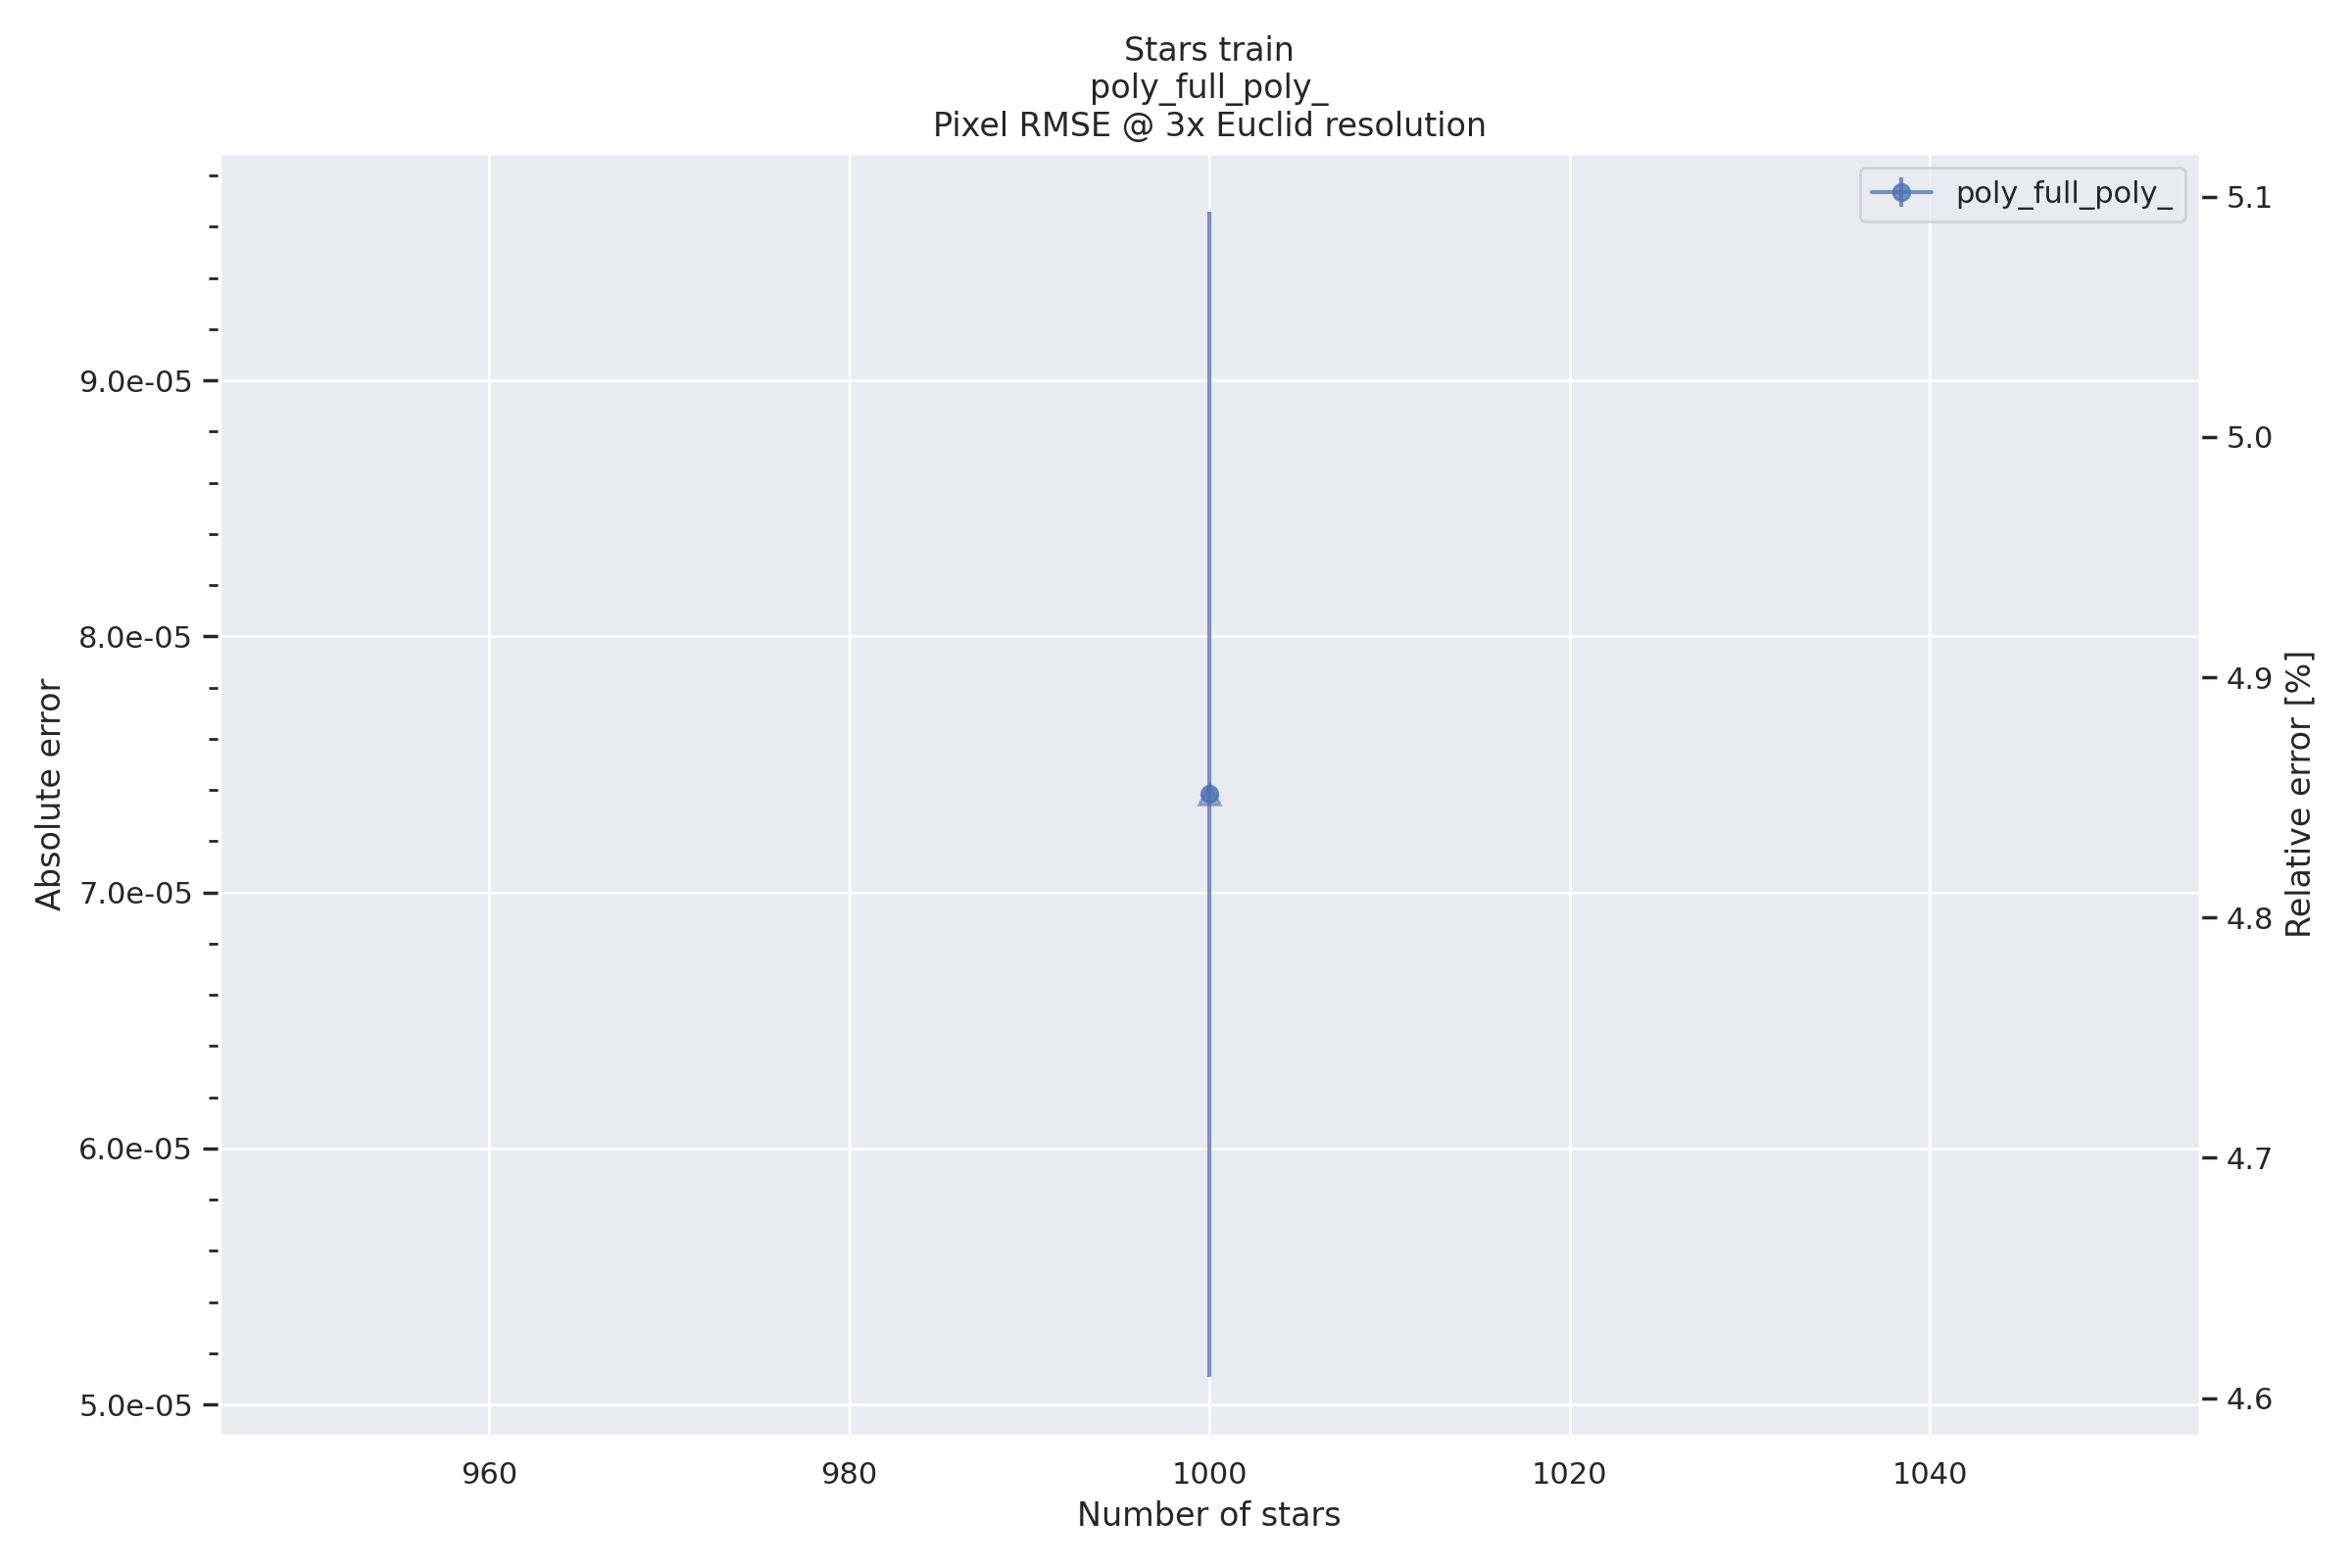 Stars train
poly_full_poly_
Pixel RMSE @ 3x Euclid resolution
poly_full_poly_
Absolute error
9.0e-05
8.0e-05
7.0e-05
6.0e-05
5.0e-05
5.1
5.0
4.9
4.8
4.7
4.6
Relative error [%]
960 980 1000 1020 1040
Number of stars